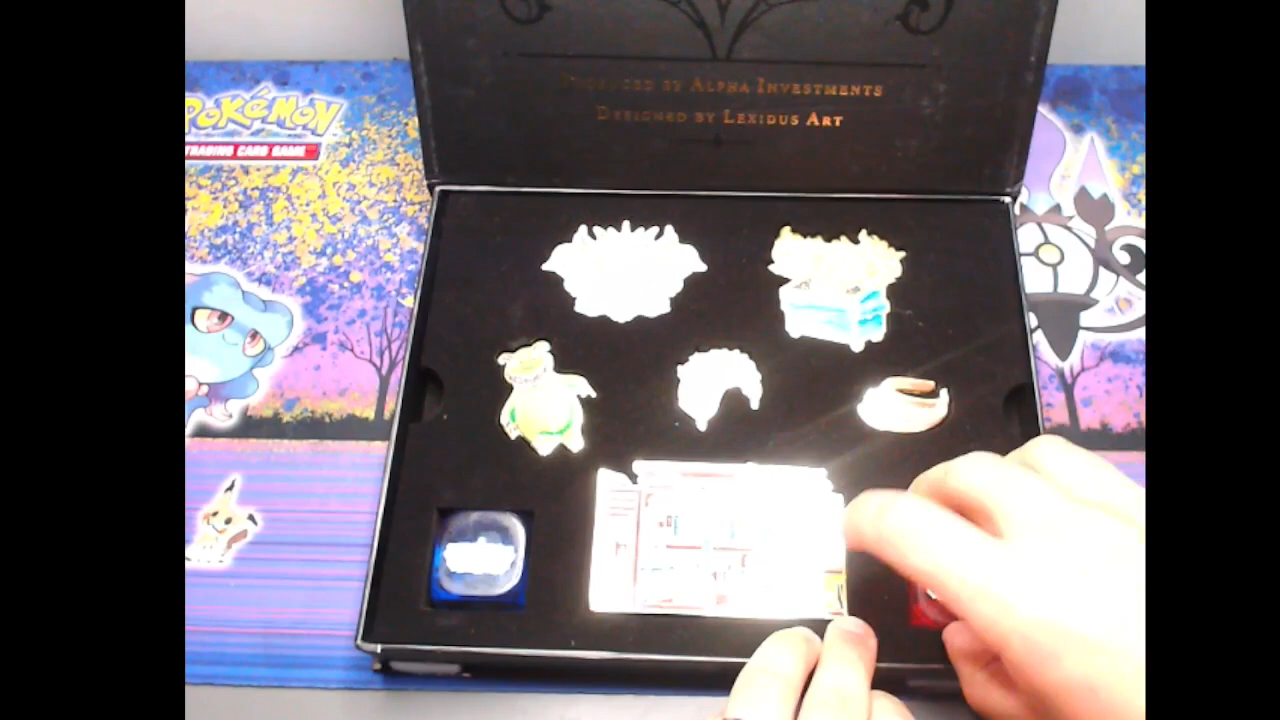 PRODUCED BY ALPHA INVESTMENTS
DESIGNED BY LEXIDUS ART
POKÉMON
TRADING CARD GAME